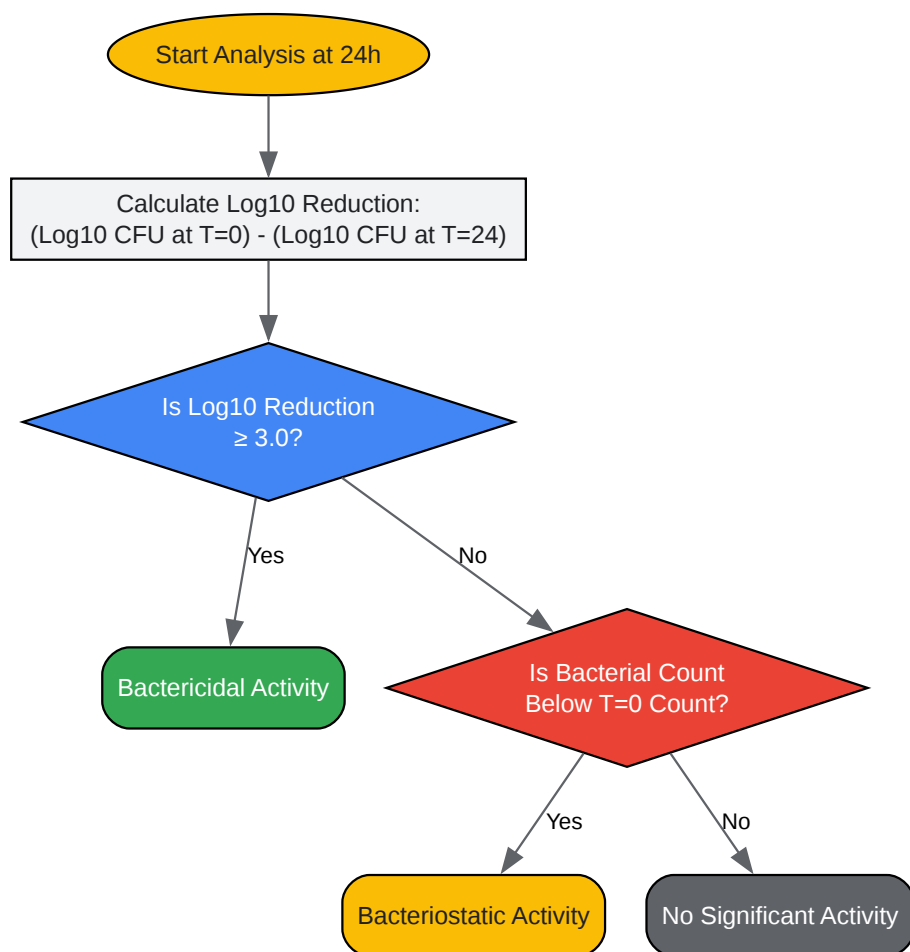 Start Analysis at 24h
Calculate Log10 Reduction:
(Log10 CFU at T=0) - (Log10 CFU at T=24)
Is Log10 Reduction
≥ 3.0?
Yes
No
Bactericidal Activity
Is Bacterial Count
Below T=0 Count?
Yes
No
Bacteriostatic Activity
No Significant Activity